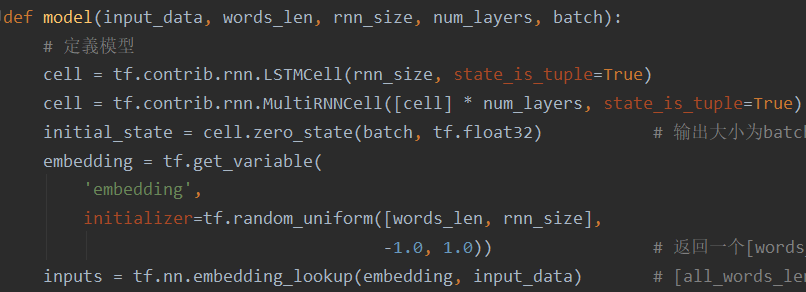 def model(input_data, words_len, rnn_size, num_layers, batch):
# 定義模型
cell = tf.contrib.rnn.LSTMCell(rnn_size, state_is_tuple=True)
cell = tf.contrib.rnn.MultiRNNCell([cell] * num_layers, state_is_tuple=True)
initial_state = cell.zero_state(batch, tf.float32) # 输出大小为batch
embedding = tf.get_variable(
'embedding',
initializer=tf.random_uniform([words_len, rnn_size],
-1.0, 1.0)) # 返回一个[words_
inputs = tf.nn.embedding_lookup(embedding, input_data) # [all_words_le